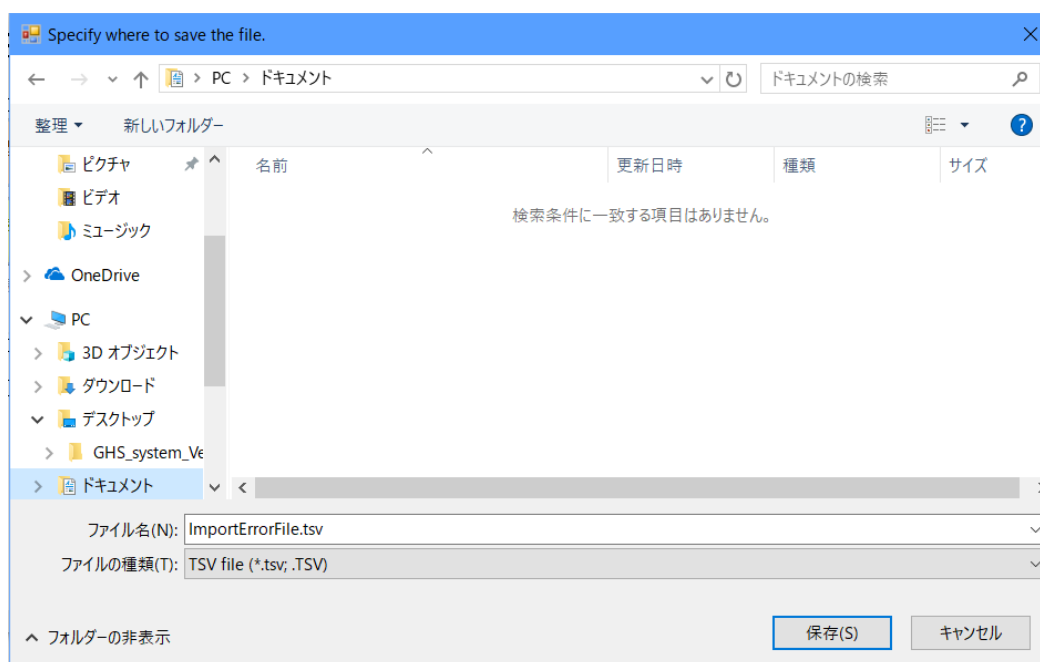 Specify where to save the file.
PC > ドキュメント
ドキュメントの検索
整理 新しいフォルダー
ピクチャ
ビデオ
ミュージック
OneDrive
PC
3D オブジェクト
ダウンロード
デスクトップ
GHS_system_Ve
ドキュメント
名前 更新日時 種類 サイズ
検索条件に一致する項目はありません。
ファイル名(N): ImportErrorFile.tsv
ファイルの種類(T): TSV file (*.tsv; .TSV)
フォルダーの非表示
保存(S) キャンセル